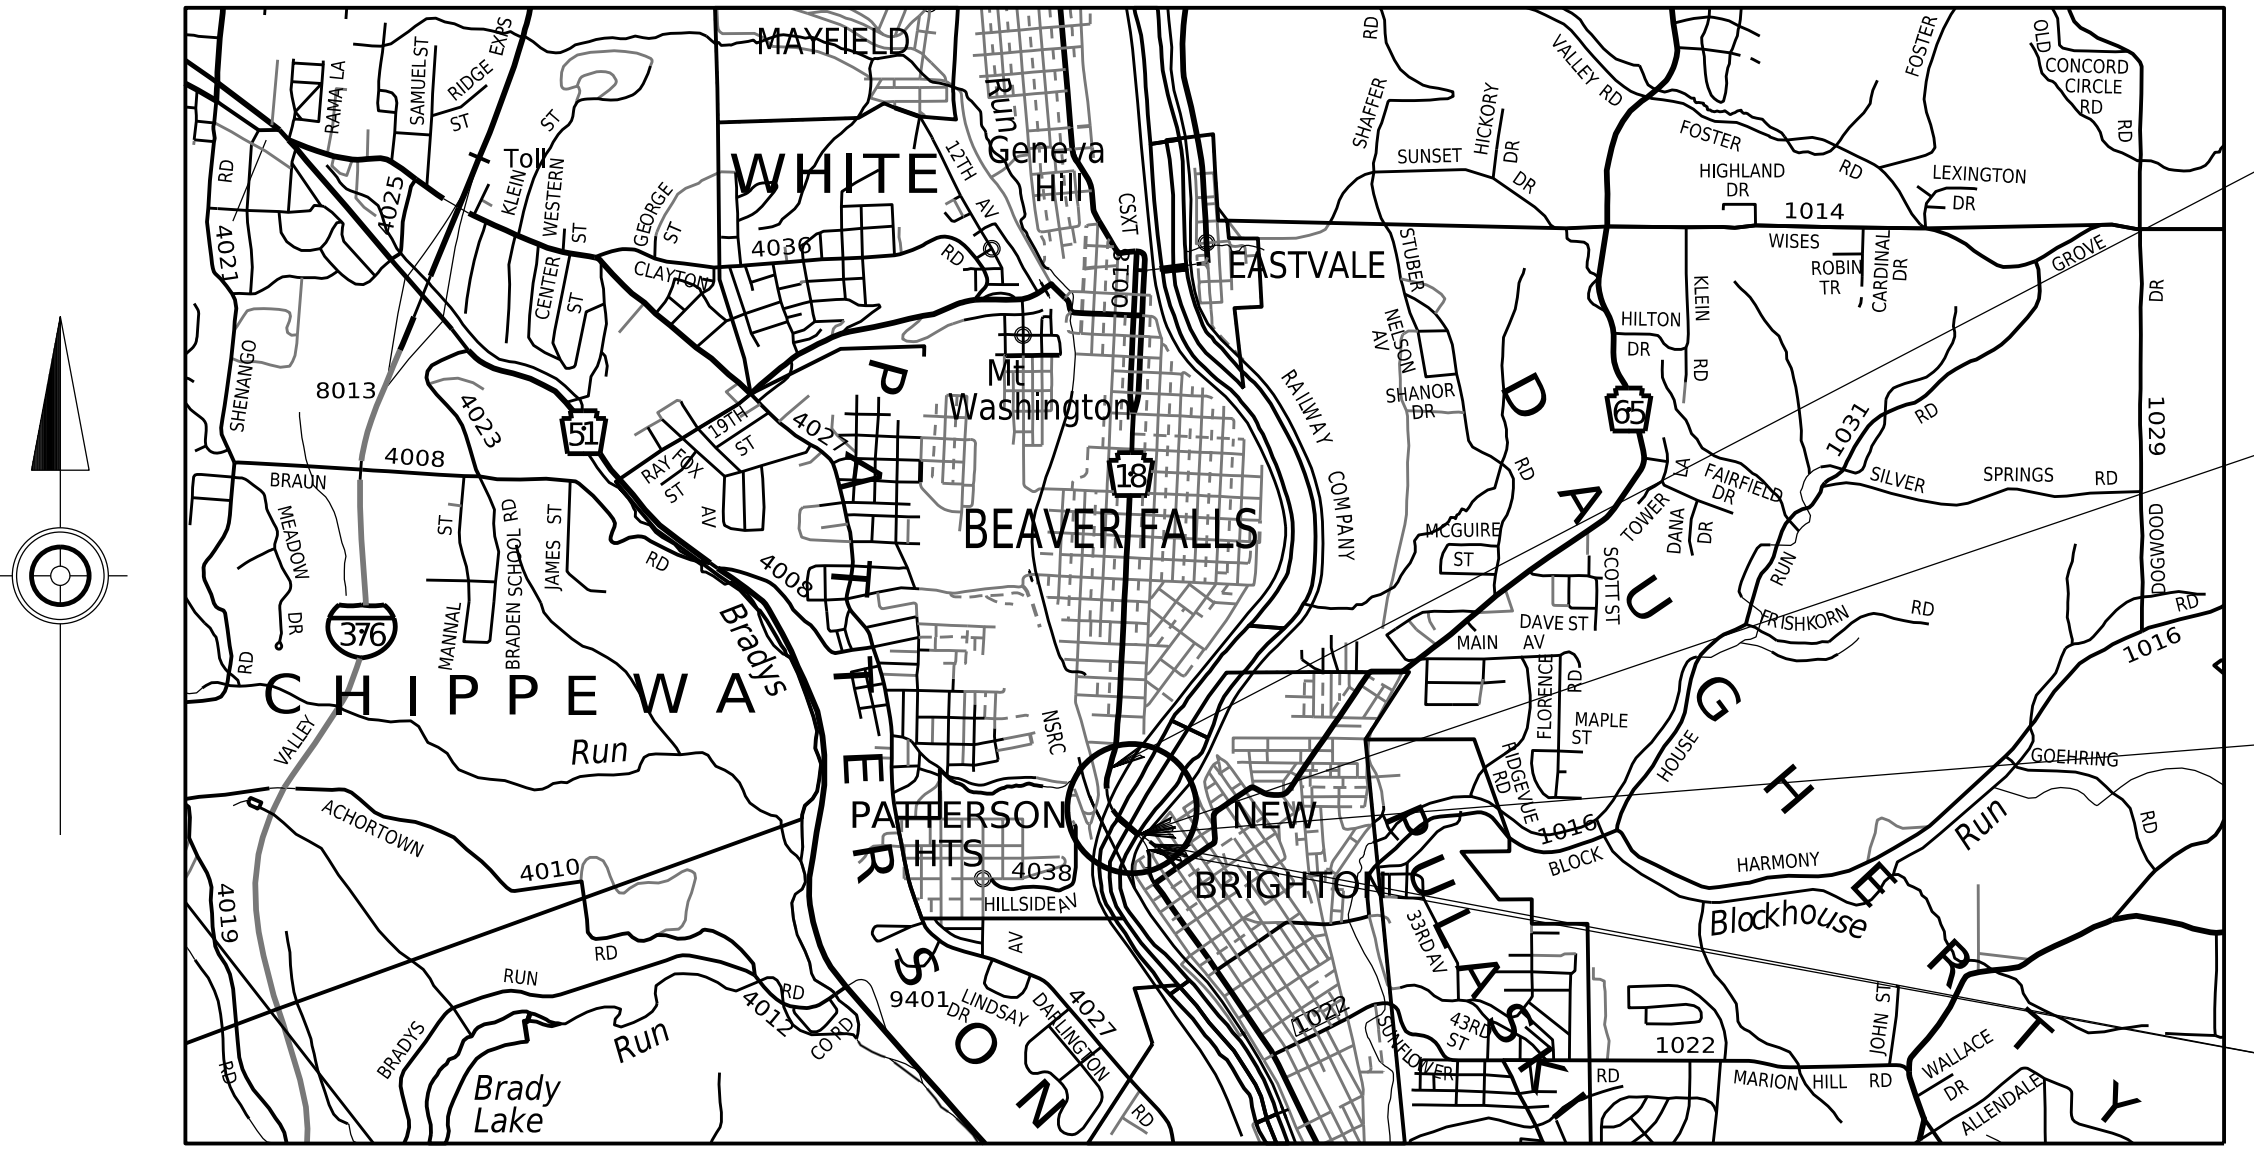 MAYFIELD
RD
VALLEY RD
FOSTER
OLD
CONCORD
CIRCLE
RD
RD
RAMA LA
SAMUEL ST
RIDGE EXPS
ST
ST
Run
SHAFFER
HICKORY
DR
FOSTER
RD
Toll
KLEIN
WESTERN
ST
GEORGE
ST
WHITE
12TH
AV
Geneva
Hill
CSXT
SUNSET
DR
HIGHLAND
DR
LEXINGTON
DR
1014
RD
4025
4021
4036
RD
CLAYTON
CENTER
ST
0018
EASTVALE
STUBER
WISES
ROBIN
TR
CARDINAL
DR
GROVE
DR
KLEIN
RD
HILTON
DR
NELSON
AV
SHANOR
DR
RD
SHENANGO
8013
4023
51
Mt
Washington
RAILWAY
COMPANY
65
1031
RD
1029
19TH
ST
4027
RAY
ST
FOX
AV
4008
BRAUN
18
LA
FAIRFIELD
DR
SILVER
SPRINGS
RD
MEADOW
DR
ST
MANNAL
BRADEN SCHOOL RD
JAMES ST
RD
4008
BEAVER FALLS
MCGUIRE
ST
TOWER
DANA
DR
RUN
DOGWOOD
RD
376
Bradys
SCOTT ST
DAVE ST
MAIN
AV
FRISHKORN
RD
1016
RD
CHIPPEWA
PATTERSON
DAUGHERTY
FLORENCE
RD
MAPLE
ST
VALLEY
Run
NSRC
HOUSE
RIDGEVUE
RD
GOEHRING
RD
ACHORTOWN
4010
PATTERSON
HTS
4038
HILLSIDE AV
NEW
BRIGHTON
1016
BLOCK
HARMONY
Run
Blockhouse
PULASKI
4019
RD
RUN
RD
4012
CO RD
AV
9401
LINDSAY
DR
DARLINGTON
4027
RD
33RD AV
43RD
ST
1022
SUNFLOWER
1022
RD
MARION HILL RD
JOHN ST
WALLACE
DR
ALLENDALE
BRADYS
Run
RD
Brady
Lake